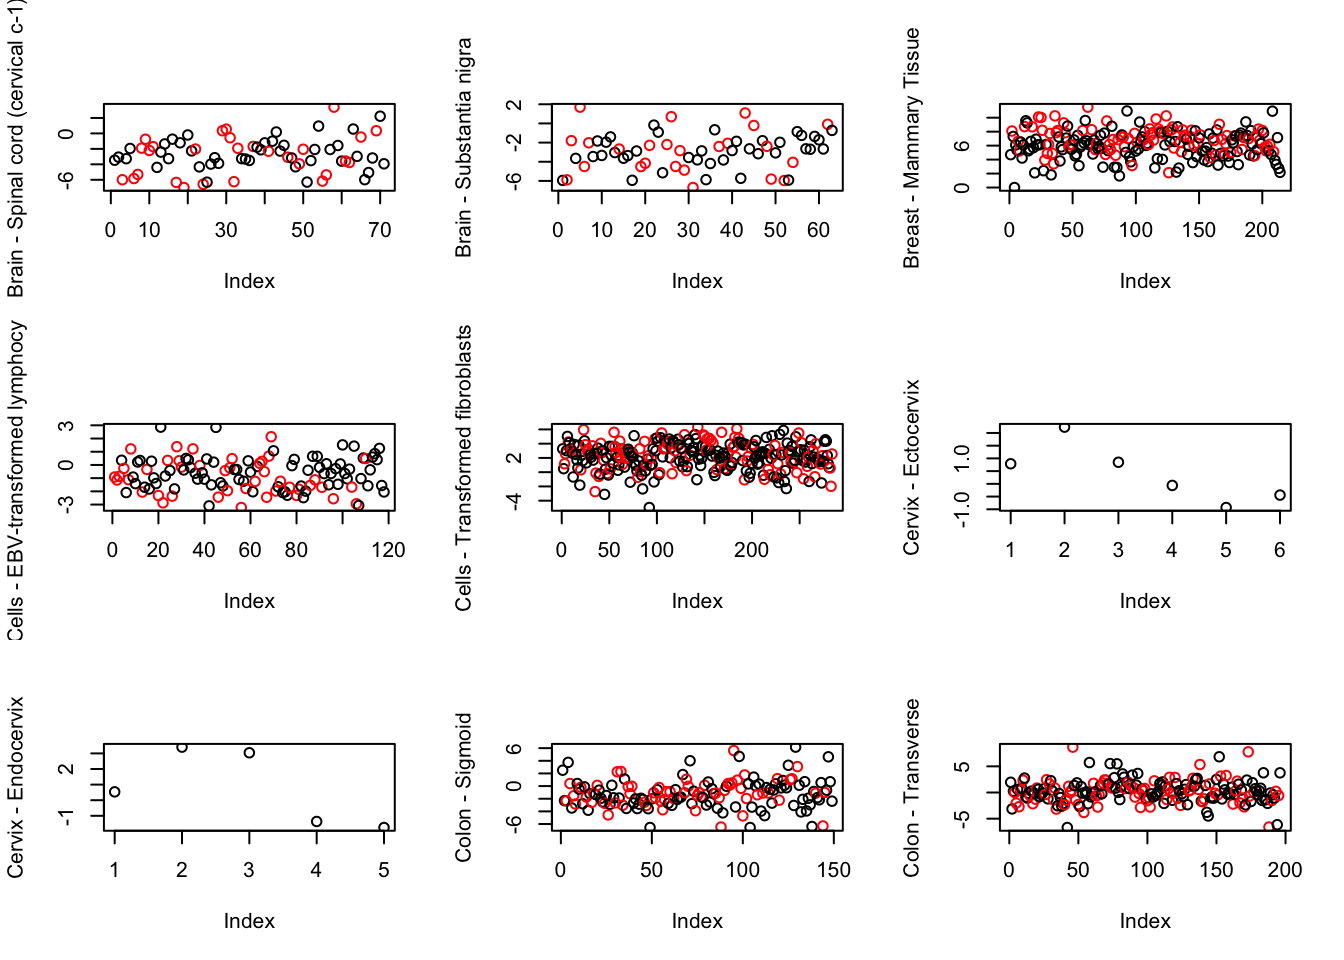 Brain - Spinal cord (cervical c-1)
0
-6
0 10 30 50 70
Index
Brain - Substantia nigra
2
-2
-6
0 10 20 30 40 50 60
Index
Breast - Mammary Tissue
6
0
0 50 100 150 200
Index
Cells - EBV-transformed lymphocy
3
0
-3
0 20 40 60 80 120
Index
Cells - Transformed fibroblasts
2
-4
0 50 100 200
Index
Cervix - Ectocervix
1.0
-1.0
1 2 3 4 5 6
Index
Cervix - Endocervix
2
-1
1 2 3 4 5
Index
Colon - Sigmoid
6
0
-6
0 50 100 150
Index
Colon - Transverse
5
-5
0 50 100 150 200
Index